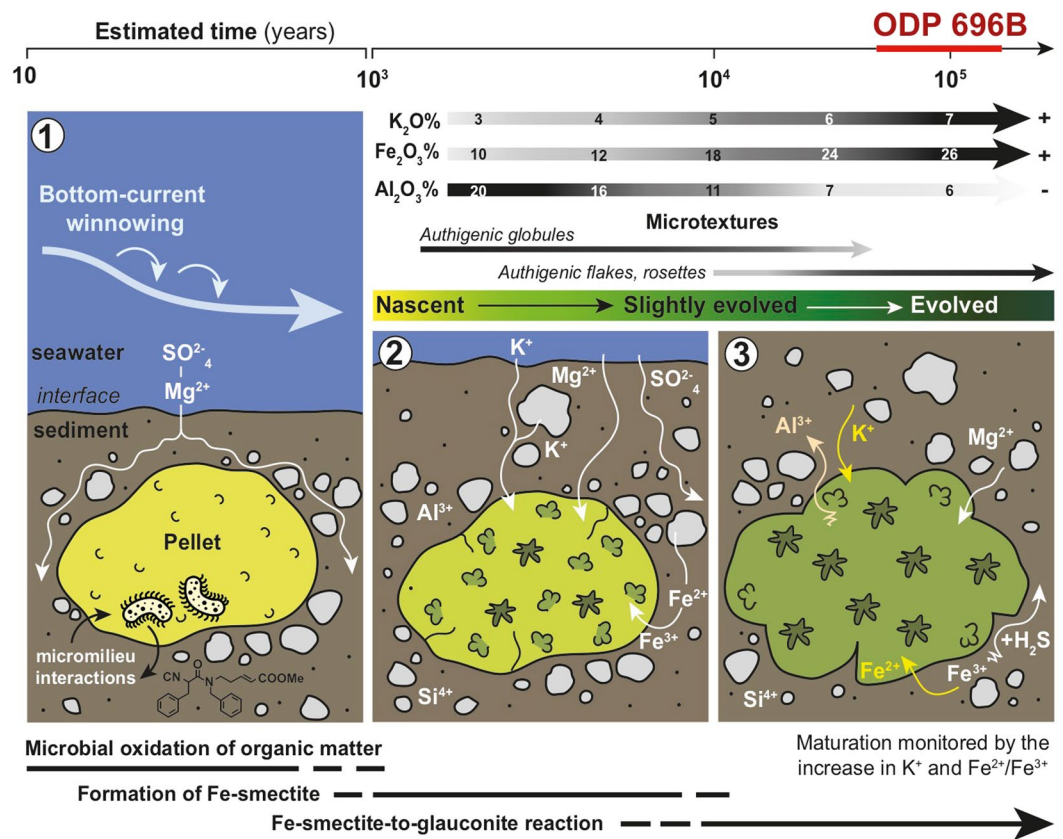 ODP 696B
Estimated time (years)
10
10³
10⁴
10⁵
K₂O% 3 4 5 6 7 +
Fe₂O₃% 10 12 18 24 26 +
Al₂O₃% 20 16 11 7 6 -
Microtextures
Authigenic globules
Authigenic flakes, rosettes
Nascent Slightly evolved Evolved
1
Bottom-current
winnowing
seawater
SO²⁻₄
Mg²⁺
interface
sediment
Pellet
micromilieu
interactions
CN
O
N
COOMe
2
K⁺
Mg²⁺
SO²⁻₄
K⁺
Al³⁺
Fe²⁺
Fe³⁺
Si⁴⁺
3
Al³⁺
K⁺
Mg²⁺
+H₂S
Fe²⁺
Fe³⁺
Si⁴⁺
Microbial oxidation of organic matter
Formation of Fe-smectite
Fe-smectite-to-glauconite reaction
Maturation monitored by the
increase in K⁺ and Fe²⁺/Fe³⁺